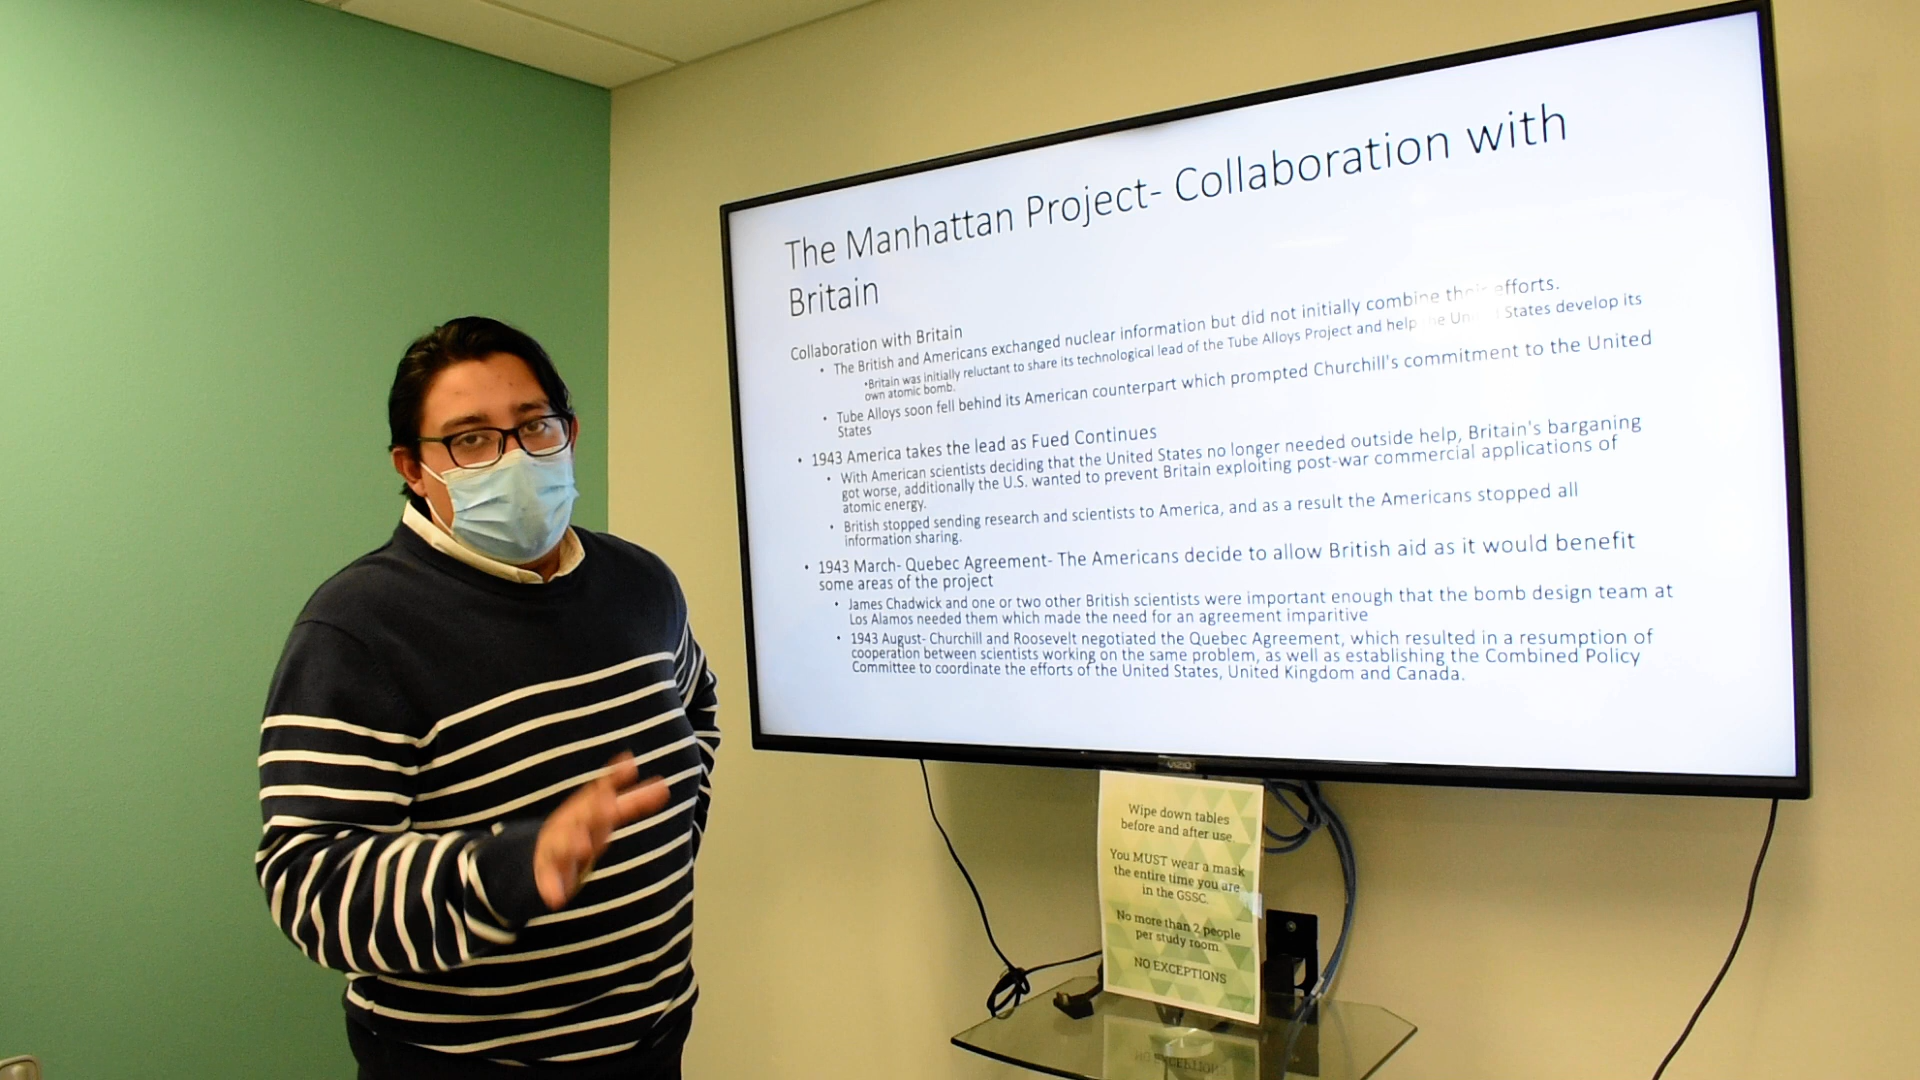 The Manhattan Project- Collaboration with
Britain
Collaboration with Britain
• The British and Americans exchanged nuclear information but did not initially combine their efforts.
•Britain was initially reluctant to share its technological lead of the Tube Alloys Project and help the United States develop its
own atomic bomb.
• Tube Alloys soon fell behind its American counterpart which prompted Churchill's commitment to the United
States
• 1943 America takes the lead as Fued Continues
• With American scientists deciding that the United States no longer needed outside help, Britain's barganing
got worse, additionally the U.S. wanted to prevent Britain exploiting post-war commercial applications of
atomic energy.
• British stopped sending research and scientists to America, and as a result the Americans stopped all
information sharing.
• 1943 March- Quebec Agreement- The Americans decide to allow British aid as it would benefit
some areas of the project
• James Chadwick and one or two other British scientists were important enough that the bomb design team at
Los Alamos needed them which made the need for an agreement imparitive
• 1943 August- Churchill and Roosevelt negotiated the Quebec Agreement, which resulted in a resumption of
cooperation between scientists working on the same problem, as well as establishing the Combined Policy
Committee to coordinate the efforts of the United States, United Kingdom and Canada.
VIZIO
Wipe down tables
before and after use.
You MUST wear a mask
the entire time you are
in the GSSC.
No more than 2 people
per study room.
NO EXCEPTIONS